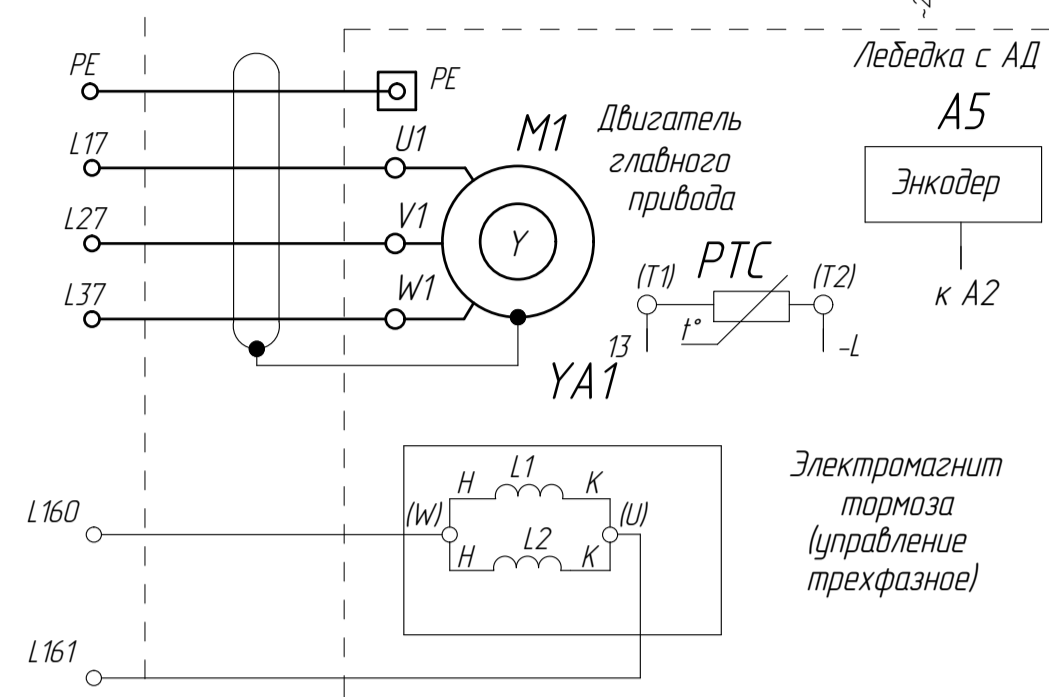 ~2
Лебедка с АД
A5
Энкодер
к A2
PE
PE
L17
U1
M1
Двигатель
главного
привода
L27
V1
Y
L37
W1
PTC
(T1)
(T2)
t°
13
-L
YA1
L160
(W)
Н
L1
К
(U)
Н
L2
К
Электромагнит
тормоза
(управление
трехфазное)
L161